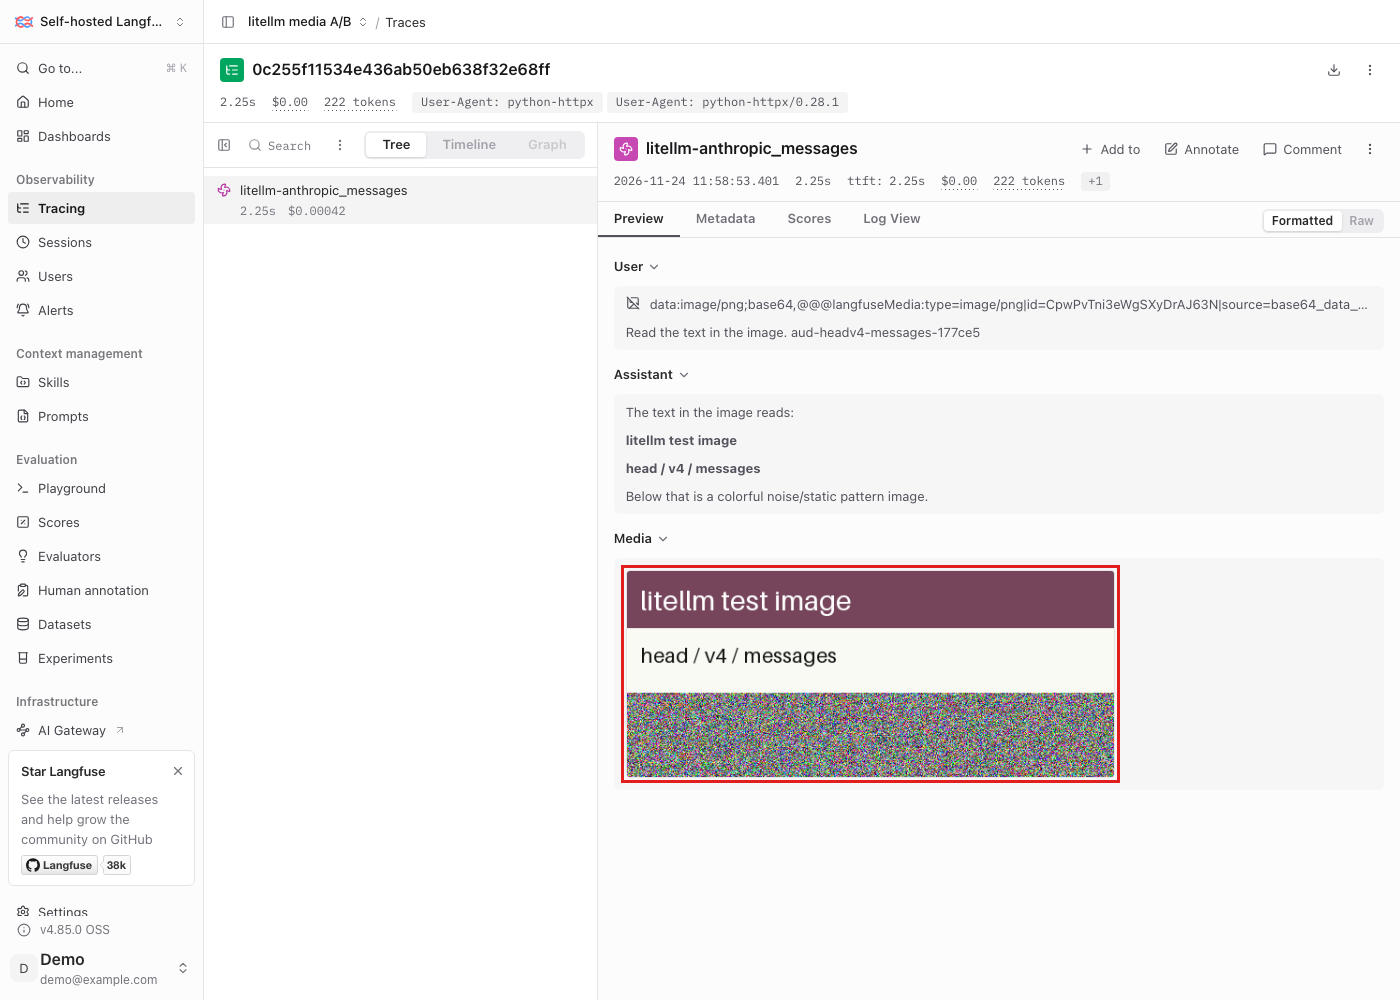 Self-hosted Langf...
litellm media A/B / Traces
Go to...
⌘ K
Home
Dashboards
Observability
Tracing
Sessions
Users
Alerts
Context management
Skills
Prompts
Evaluation
Playground
Scores
Evaluators
Human annotation
Datasets
Experiments
Infrastructure
AI Gateway
Star Langfuse
See the latest releases
and help grow the
community on GitHub
Langfuse 38k
Settings
v4.85.0 OSS
D
Demo
demo@example.com
0c255f11534e436ab50eb638f32e68ff
2.25s $0.00 222 tokens User-Agent: python-httpx User-Agent: python-httpx/0.28.1
Search Tree Timeline Graph
litellm-anthropic_messages
2.25s $0.00042
litellm-anthropic_messages
Add to Annotate Comment
2026-11-24 11:58:53.401 2.25s ttft: 2.25s $0.00 222 tokens +1
Preview Metadata Scores Log View Formatted Raw
User
data:image/png;base64,@@@langfuseMedia:type=image/png|id=CpwPvTni3eWgSXyDrAJ63N|source=base64_data_...
Read the text in the image. aud-headv4-messages-177ce5
Assistant
The text in the image reads:
litellm test image
head / v4 / messages
Below that is a colorful noise/static pattern image.
Media
litellm test image
head / v4 / messages